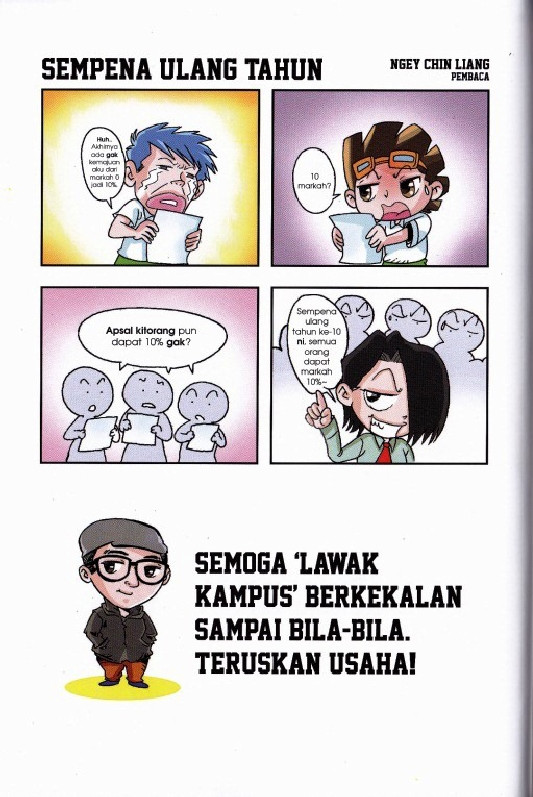 SEMPENA ULANG TAHUN
NGEY CHIN LIANG
PEMBACA
Hiuh..
Akhirnya
ada gak
kemajuan
aku dari
markah 0
jadi 10%.
10
markah?
Apsal kitorang pun
dapat 10% gak?
Sempena
ulang
tahun ke-10
ni, semua
orang
dapat
markah
10%~
SEMOGA 'LAWAK
KAMPUS' BERKEKALAN
SAMPAI BILA-BILA.
TERUSKAN USAHA!